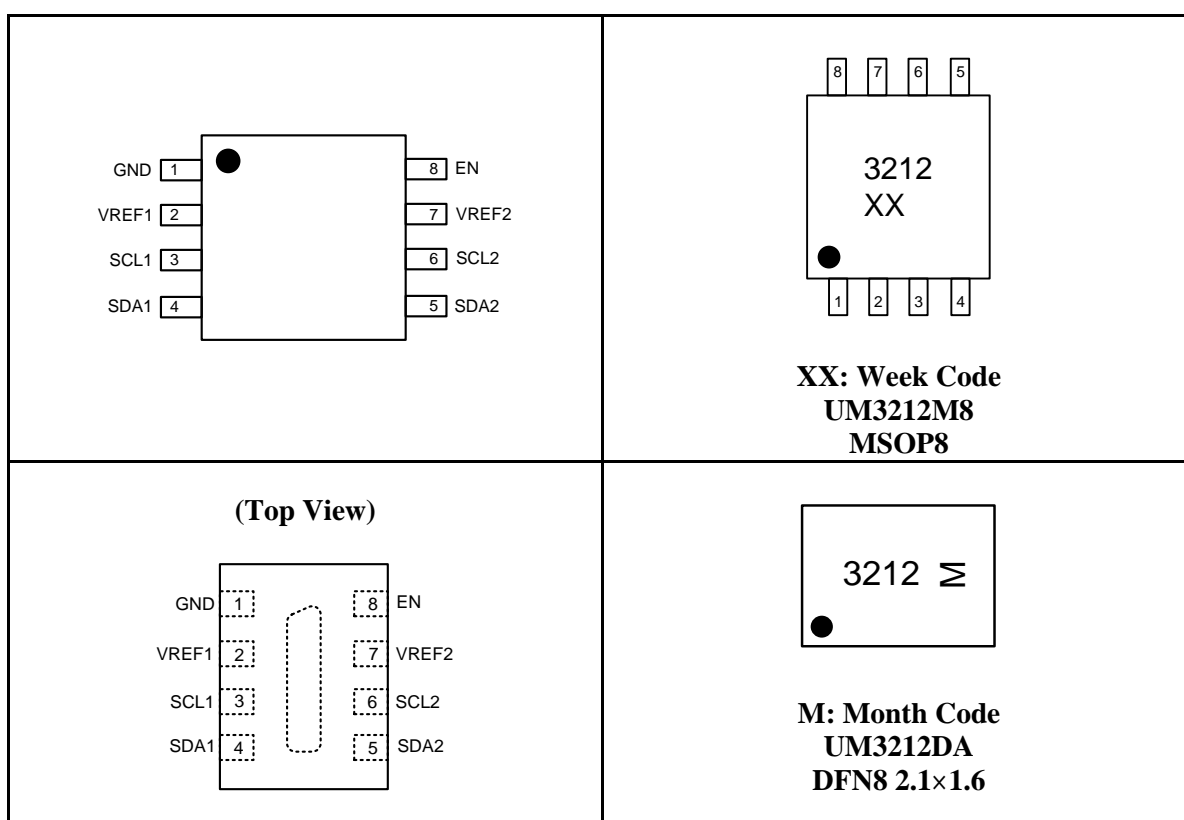 GND 1 8 EN
VREF1 2 7 VREF2
SCL1 3 6 SCL2
SDA1 4 5 SDA2
8 7 6 5
3212
XX
1 2 3 4
XX: Week Code
UM3212M8
MSOP8
(Top View)
GND 1 8 EN
VREF1 2 7 VREF2
SCL1 3 6 SCL2
SDA1 4 5 SDA2
3212 M
M: Month Code
UM3212DA
DFN8 2.1×1.6